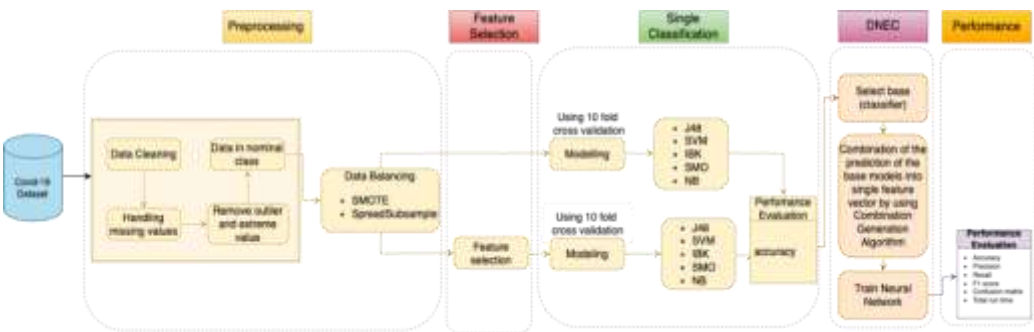 Preprocessing
Feature
Selection
Single
Classification
DNEC
Performance
Covid-19
Dataset
Data Cleaning
Data in nominal
class
Handling
missing values
Remove outlier
and extreme
value
Data Balancing
SMOTE
SpreadSubsample
Feature
selection
Using 10 fold
cross validation
Modelling
J48
SVM
IBK
SMO
NB
Using 10 fold
cross validation
Modelling
J48
SVM
IBK
SMO
NB
Performance
Evaluation
accuracy
Select base
(classifier)
Combination of the
prediction of the
base models into
single feature
vector by using
Combination
Generation
Algorithm
Train Neural
Network
Performance
Evaluation
Accuracy
Precision
Recall
F1 score
Confusion matrix
Total run time